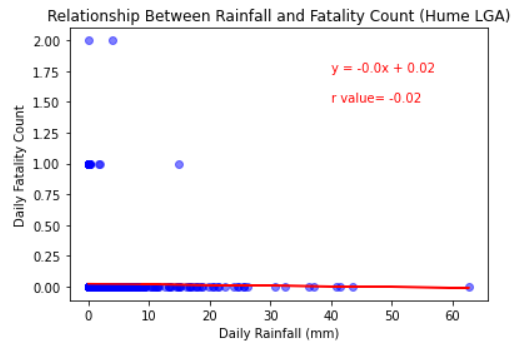 Relationship Between Rainfall and Fatality Count (Hume LGA)
2.00
1.75
1.50
1.25
1.00
0.75
0.50
0.25
0.00
Daily Fatality Count
y = -0.0x + 0.02
r value= -0.02
0 10 20 30 40 50 60
Daily Rainfall (mm)